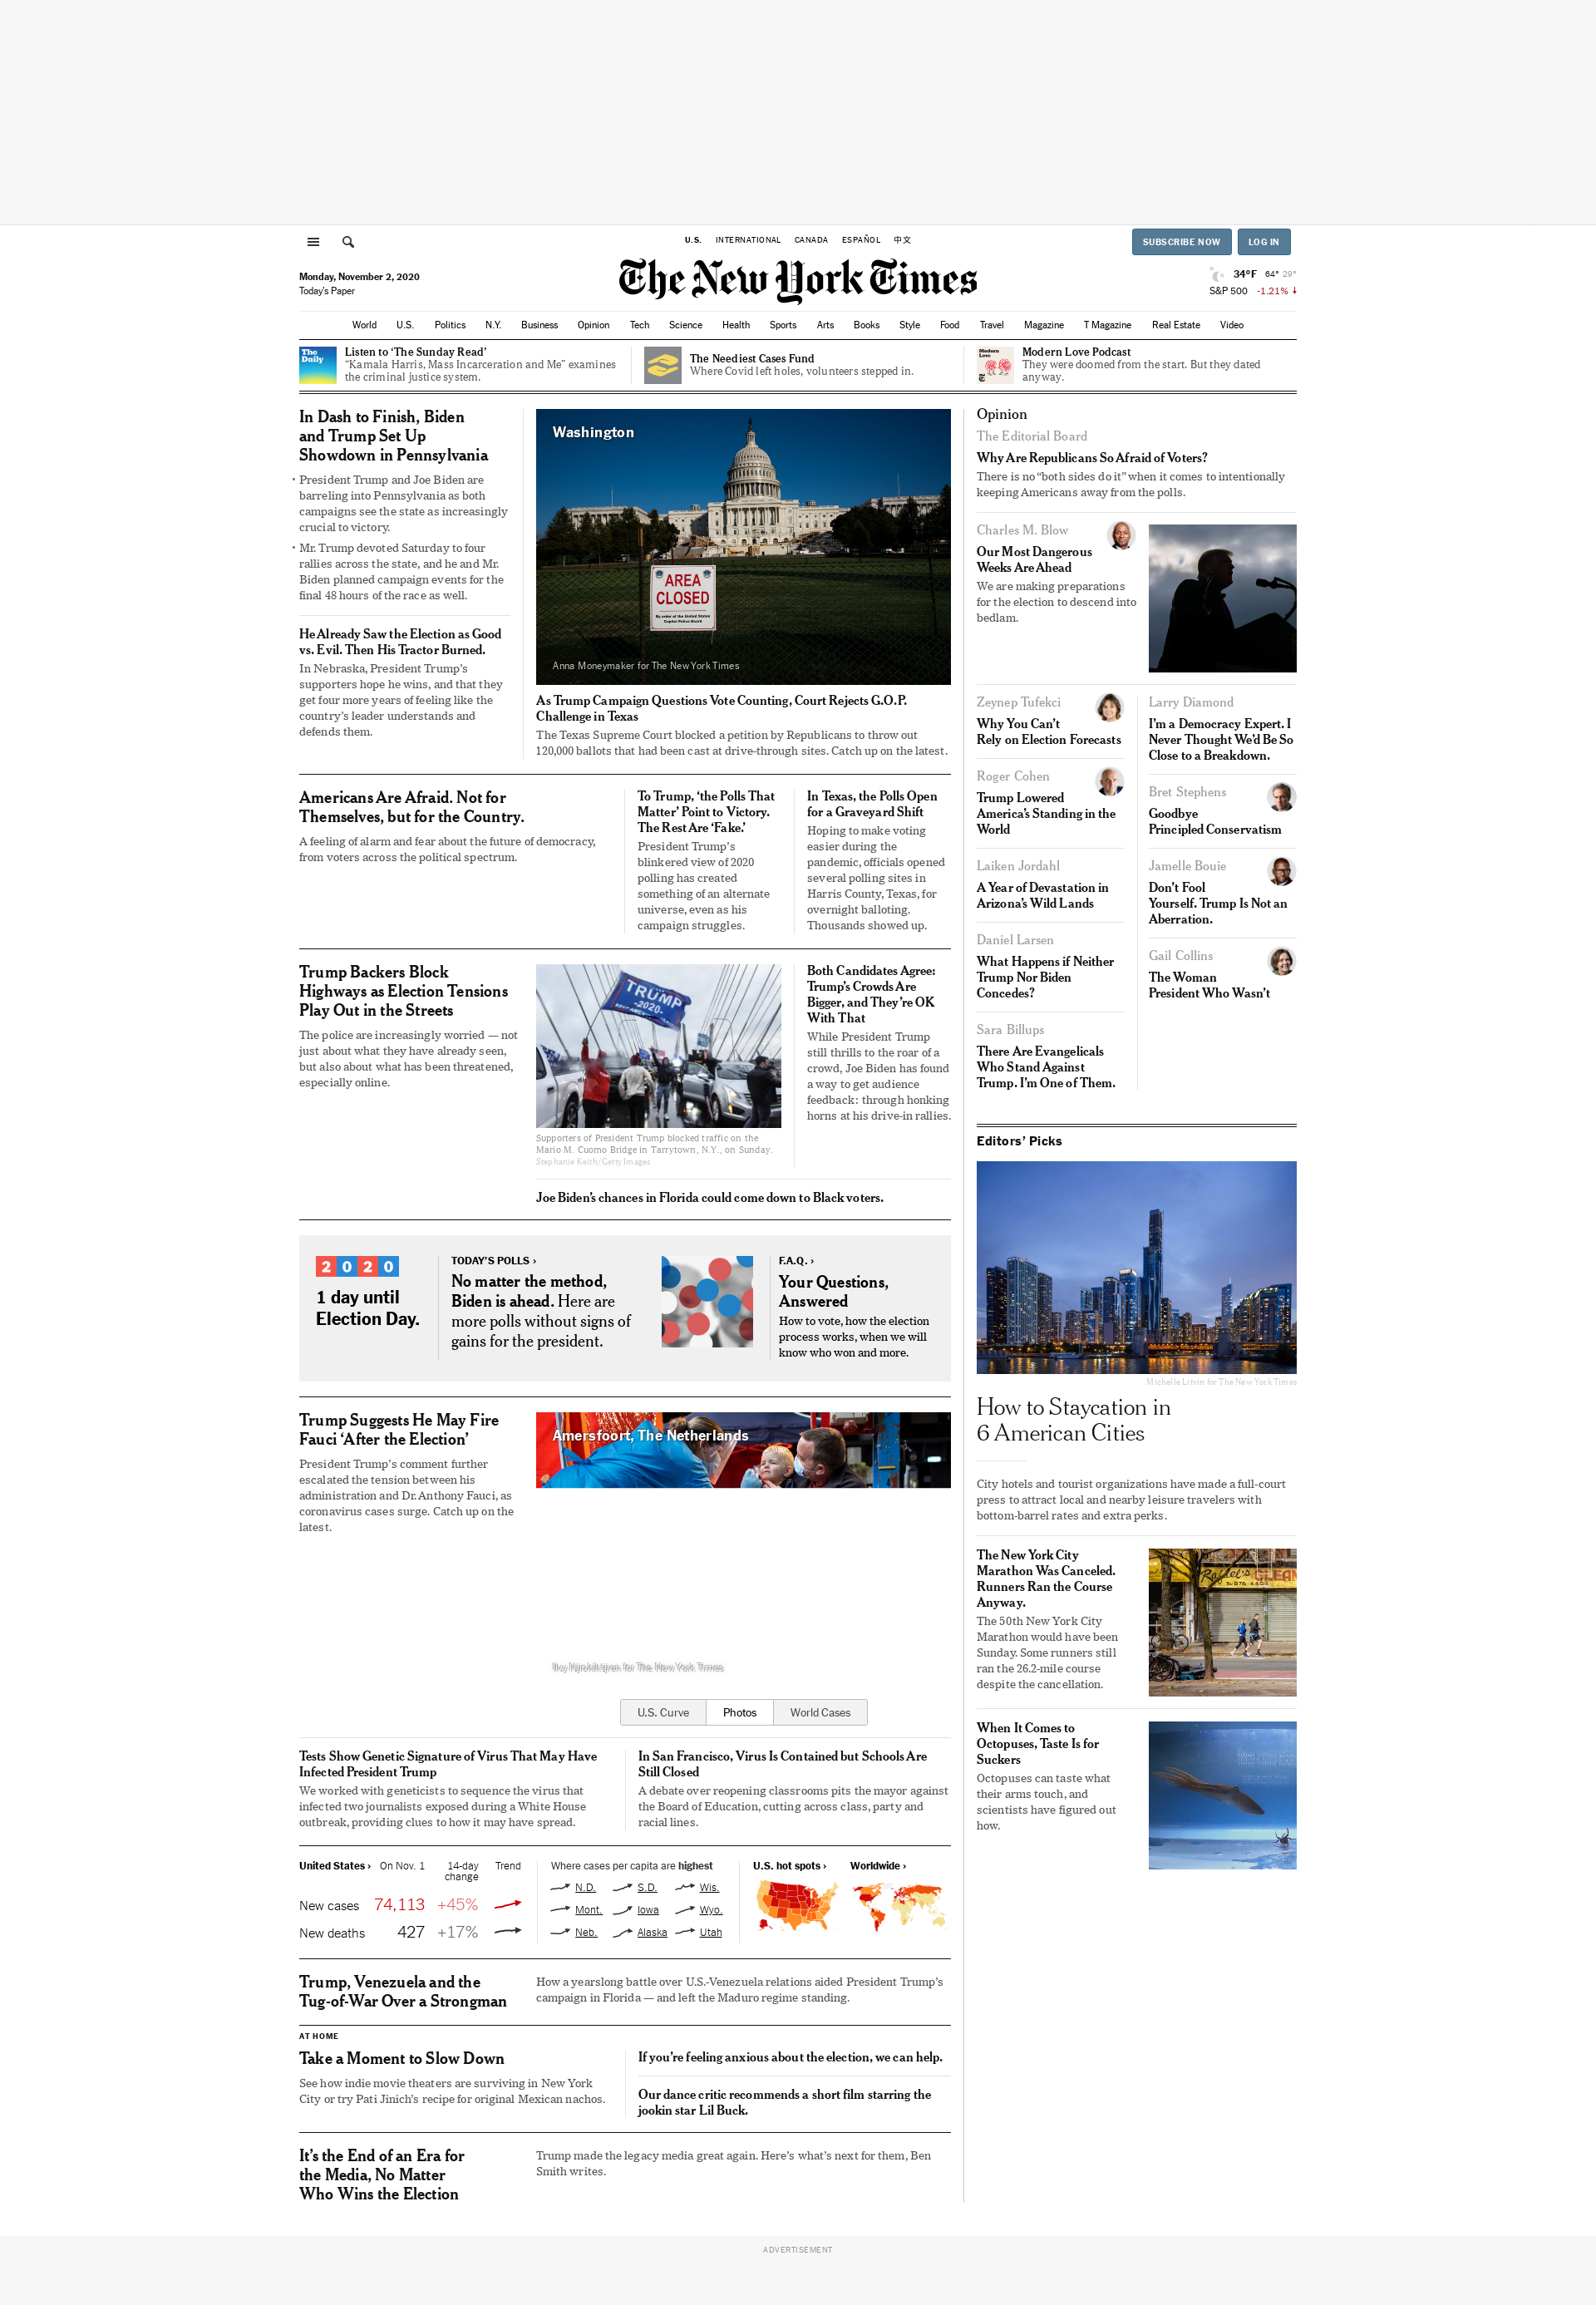 U.S. INTERNATIONAL CANADA ESPAÑOL 中文
SUBSCRIBE NOW LOG IN
Monday, November 2, 2020
Today's Paper
The New York Times
34°F 64° 29°
S&P 500 -1.21%
World U.S. Politics N.Y. Business Opinion Tech Science Health Sports Arts Books Style Food Travel Magazine T Magazine Real Estate Video
The
Daily
Listen to ‘The Sunday Read’
“Kamala Harris, Mass Incarceration and Me” examines
the criminal justice system.
The Neediest Cases Fund
Where Covid left holes, volunteers stepped in.
Modern
Love
Modern Love Podcast
They were doomed from the start. But they dated
anyway.
In Dash to Finish, Biden
and Trump Set Up
Showdown in Pennsylvania
• President Trump and Joe Biden are
barreling into Pennsylvania as both
campaigns see the state as increasingly
crucial to victory.
• Mr. Trump devoted Saturday to four
rallies across the state, and he and Mr.
Biden planned campaign events for the
final 48 hours of the race as well.
He Already Saw the Election as Good
vs. Evil. Then His Tractor Burned.
In Nebraska, President Trump’s
supporters hope he wins, and that they
get four more years of feeling like the
country’s leader understands and
defends them.
Washington
AREA
CLOSED
Anna Moneymaker for The New York Times
As Trump Campaign Questions Vote Counting, Court Rejects G.O.P.
Challenge in Texas
The Texas Supreme Court blocked a petition by Republicans to throw out
120,000 ballots that had been cast at drive-through sites. Catch up on the latest.
Americans Are Afraid. Not for
Themselves, but for the Country.
A feeling of alarm and fear about the future of democracy,
from voters across the political spectrum.
To Trump, ‘the Polls That
Matter’ Point to Victory.
The Rest Are ‘Fake.’
President Trump’s
blinkered view of 2020
polling has created
something of an alternate
universe, even as his
campaign struggles.
In Texas, the Polls Open
for a Graveyard Shift
Hoping to make voting
easier during the
pandemic, officials opened
several polling sites in
Harris County, Texas, for
overnight balloting.
Thousands showed up.
Trump Backers Block
Highways as Election Tensions
Play Out in the Streets
The police are increasingly worried — not
just about what they have already seen,
but also about what has been threatened,
especially online.
TRUMP
2020
Supporters of President Trump blocked traffic on the
Mario M. Cuomo Bridge in Tarrytown, N.Y., on Sunday.
Stephanie Keith/Getty Images
Both Candidates Agree:
Trump’s Crowds Are
Bigger, and They’re OK
With That
While President Trump
still thrills to the roar of a
crowd, Joe Biden has found
a way to get audience
feedback: through honking
horns at his drive-in rallies.
Joe Biden’s chances in Florida could come down to Black voters.
2020
1 day until
Election Day.
TODAY’S POLLS ›
No matter the method,
Biden is ahead. Here are
more polls without signs of
gains for the president.
F.A.Q. ›
Your Questions,
Answered
How to vote, how the election
process works, when we will
know who won and more.
Trump Suggests He May Fire
Fauci ‘After the Election’
President Trump’s comment further
escalated the tension between his
administration and Dr. Anthony Fauci, as
coronavirus cases surge. Catch up on the
latest.
Amersfoort, The Netherlands
Ilvy Njiokiktjien for The New York Times
U.S. Curve Photos World Cases
Tests Show Genetic Signature of Virus That May Have
Infected President Trump
We worked with geneticists to sequence the virus that
infected two journalists exposed during a White House
outbreak, providing clues to how it may have spread.
In San Francisco, Virus Is Contained but Schools Are
Still Closed
A debate over reopening classrooms pits the mayor against
the Board of Education, cutting across class, party and
racial lines.
United States › On Nov. 1 14-day
change Trend
New cases 74,113 +45%
New deaths 427 +17%
Where cases per capita are highest
N.D. S.D. Wis.
Mont. Iowa Wyo.
Neb. Alaska Utah
U.S. hot spots › Worldwide ›
Trump, Venezuela and the
Tug-of-War Over a Strongman
How a yearslong battle over U.S.-Venezuela relations aided President Trump’s
campaign in Florida — and left the Maduro regime standing.
AT HOME
Take a Moment to Slow Down
See how indie movie theaters are surviving in New York
City or try Pati Jinich’s recipe for original Mexican nachos.
If you’re feeling anxious about the election, we can help.
Our dance critic recommends a short film starring the
jookin star Lil Buck.
It’s the End of an Era for
the Media, No Matter
Who Wins the Election
Trump made the legacy media great again. Here’s what’s next for them, Ben
Smith writes.
Opinion
The Editorial Board
Why Are Republicans So Afraid of Voters?
There is no “both sides do it” when it comes to intentionally
keeping Americans away from the polls.
Charles M. Blow
Our Most Dangerous
Weeks Are Ahead
We are making preparations
for the election to descend into
bedlam.
Zeynep Tufekci
Why You Can’t
Rely on Election Forecasts
Roger Cohen
Trump Lowered
America’s Standing in the
World
Laiken Jordahl
A Year of Devastation in
Arizona’s Wild Lands
Daniel Larsen
What Happens if Neither
Trump Nor Biden
Concedes?
Sara Billups
There Are Evangelicals
Who Stand Against
Trump. I’m One of Them.
Larry Diamond
I’m a Democracy Expert. I
Never Thought We’d Be So
Close to a Breakdown.
Bret Stephens
Goodbye
Principled Conservatism
Jamelle Bouie
Don’t Fool
Yourself. Trump Is Not an
Aberration.
Gail Collins
The Woman
President Who Wasn’t
Editors’ Picks
Michelle Litvin for The New York Times
How to Staycation in
6 American Cities
City hotels and tourist organizations have made a full-court
press to attract local and nearby leisure travelers with
bottom-barrel rates and extra perks.
The New York City
Marathon Was Canceled.
Runners Ran the Course
Anyway.
The 50th New York City
Marathon would have been
Sunday. Some runners still
ran the 26.2-mile course
despite the cancellation.
When It Comes to
Octopuses, Taste Is for
Suckers
Octopuses can taste what
their arms touch, and
scientists have figured out
how.
ADVERTISEMENT